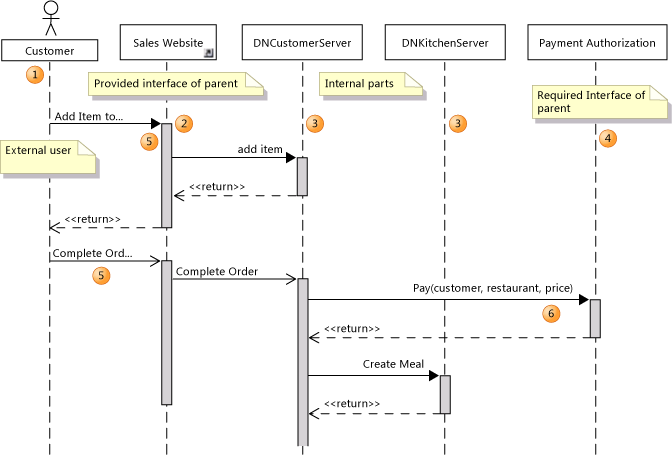 Customer
Sales Website
DNCustomerServer
DNKitchenServer
Payment Authorization
1
Provided interface of parent
Internal parts
Required Interface of
parent
Add Item to...
2
3
3
4
5
External user
add item
<<return>>
<<return>>
Complete Ord...
5
Complete Order
Pay(customer, restaurant, price)
6
<<return>>
Create Meal
<<return>>